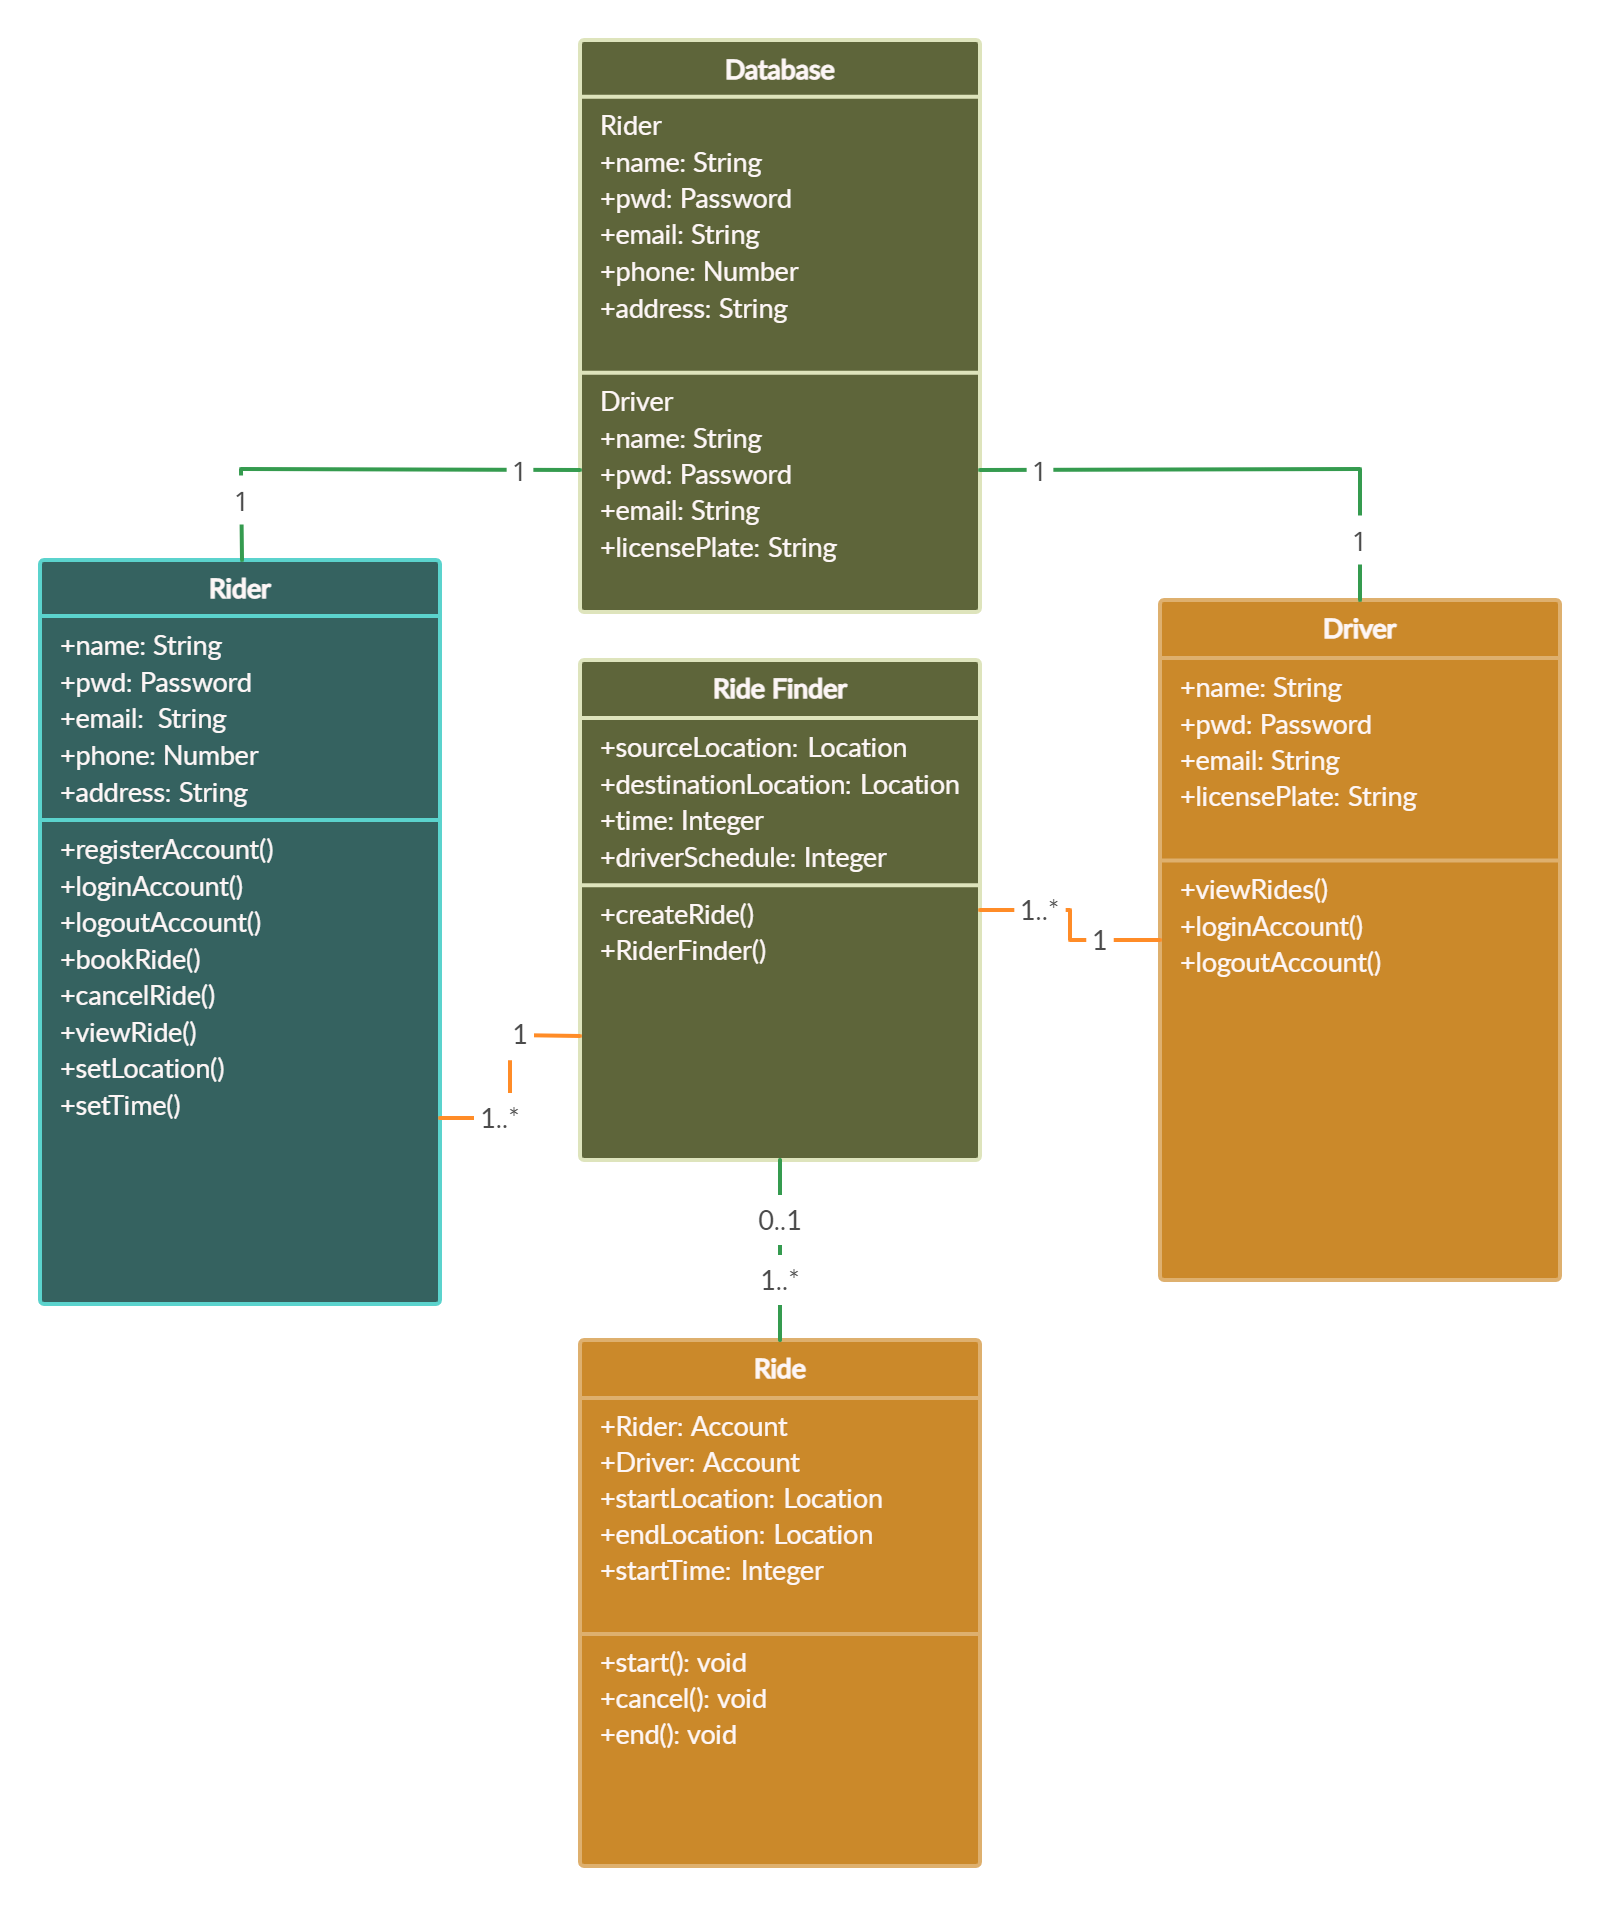 Database
Rider
+name: String
+pwd: Password
+email: String
+phone: Number
+address: String
Driver
+name: String
+pwd: Password
+email: String
+licensePlate: String
1
1
1
1
Rider
+name: String
+pwd: Password
+email:  String
+phone: Number
+address: String
+registerAccount()
+loginAccount()
+logoutAccount()
+bookRide()
+cancelRide()
+viewRide()
+setLocation()
+setTime()
Ride Finder
+sourceLocation: Location
+destinationLocation: Location
+time: Integer
+driverSchedule: Integer
+createRide()
+RiderFinder()
Driver
+name: String
+pwd: Password
+email: String
+licensePlate: String
+viewRides()
+loginAccount()
+logoutAccount()
1..*
1
1
1..*
0..1
1..*
Ride
+Rider: Account
+Driver: Account
+startLocation: Location
+endLocation: Location
+startTime: Integer
+start(): void
+cancel(): void
+end(): void